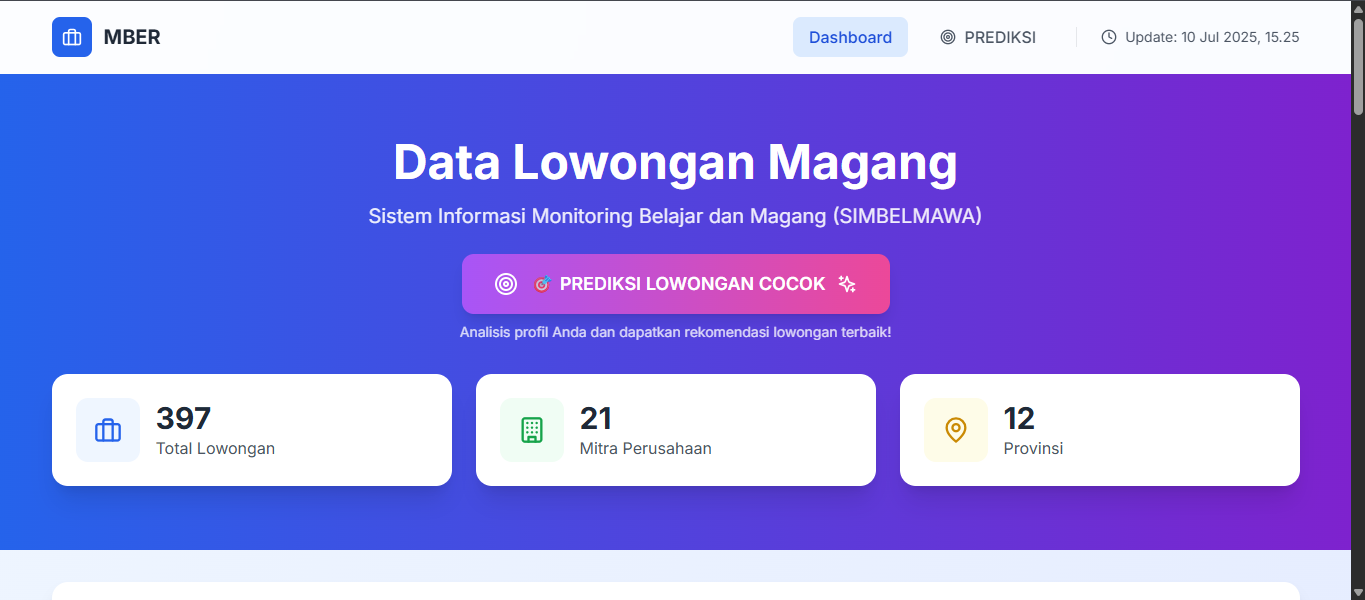 MBER
Dashboard
PREDIKSI
Update: 10 Jul 2025, 15.25
Data Lowongan Magang
Sistem Informasi Monitoring Belajar dan Magang (SIMBELMAWA)
🎯 PREDIKSI LOWONGAN COCOK
Analisis profil Anda dan dapatkan rekomendasi lowongan terbaik!
397
Total Lowongan
21
Mitra Perusahaan
12
Provinsi